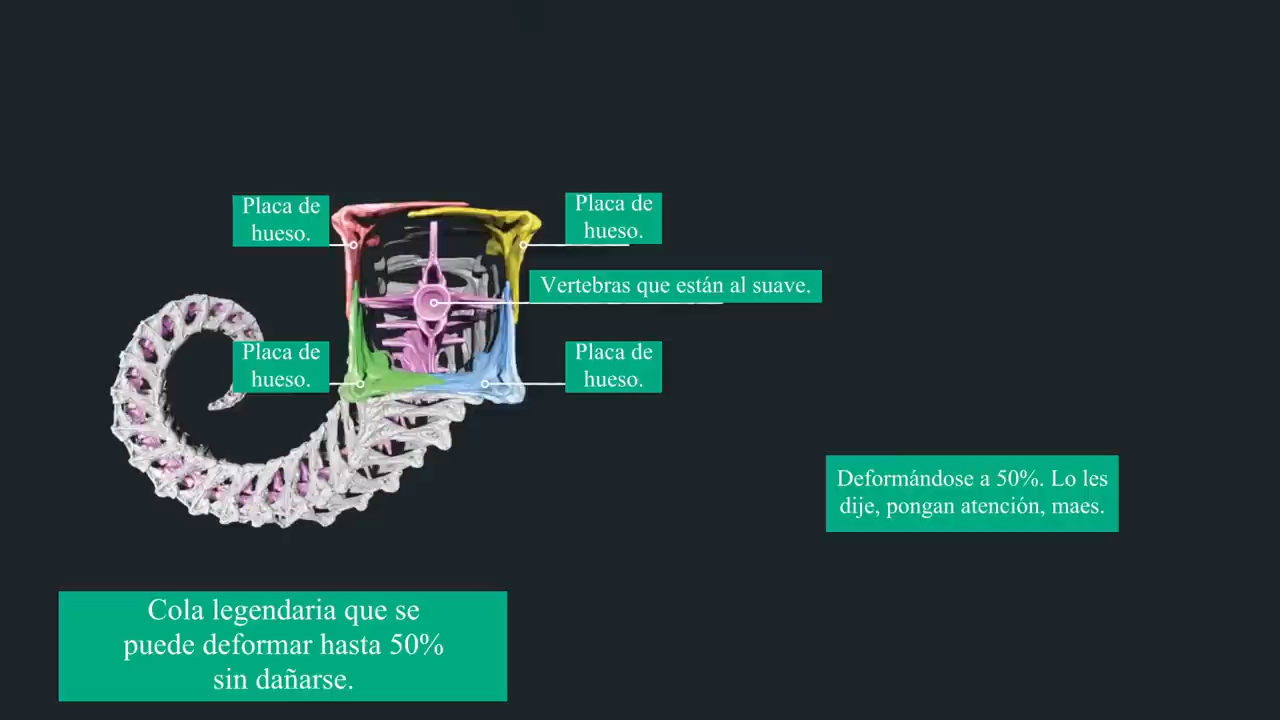 Placa de
hueso.
Placa de
hueso.
Vertebras que están al suave.
Placa de
hueso.
Placa de
hueso.
Deformándose a 50%. Lo les
dije, pongan atención, maes.
Cola legendaria que se
puede deformar hasta 50%
sin dañarse.